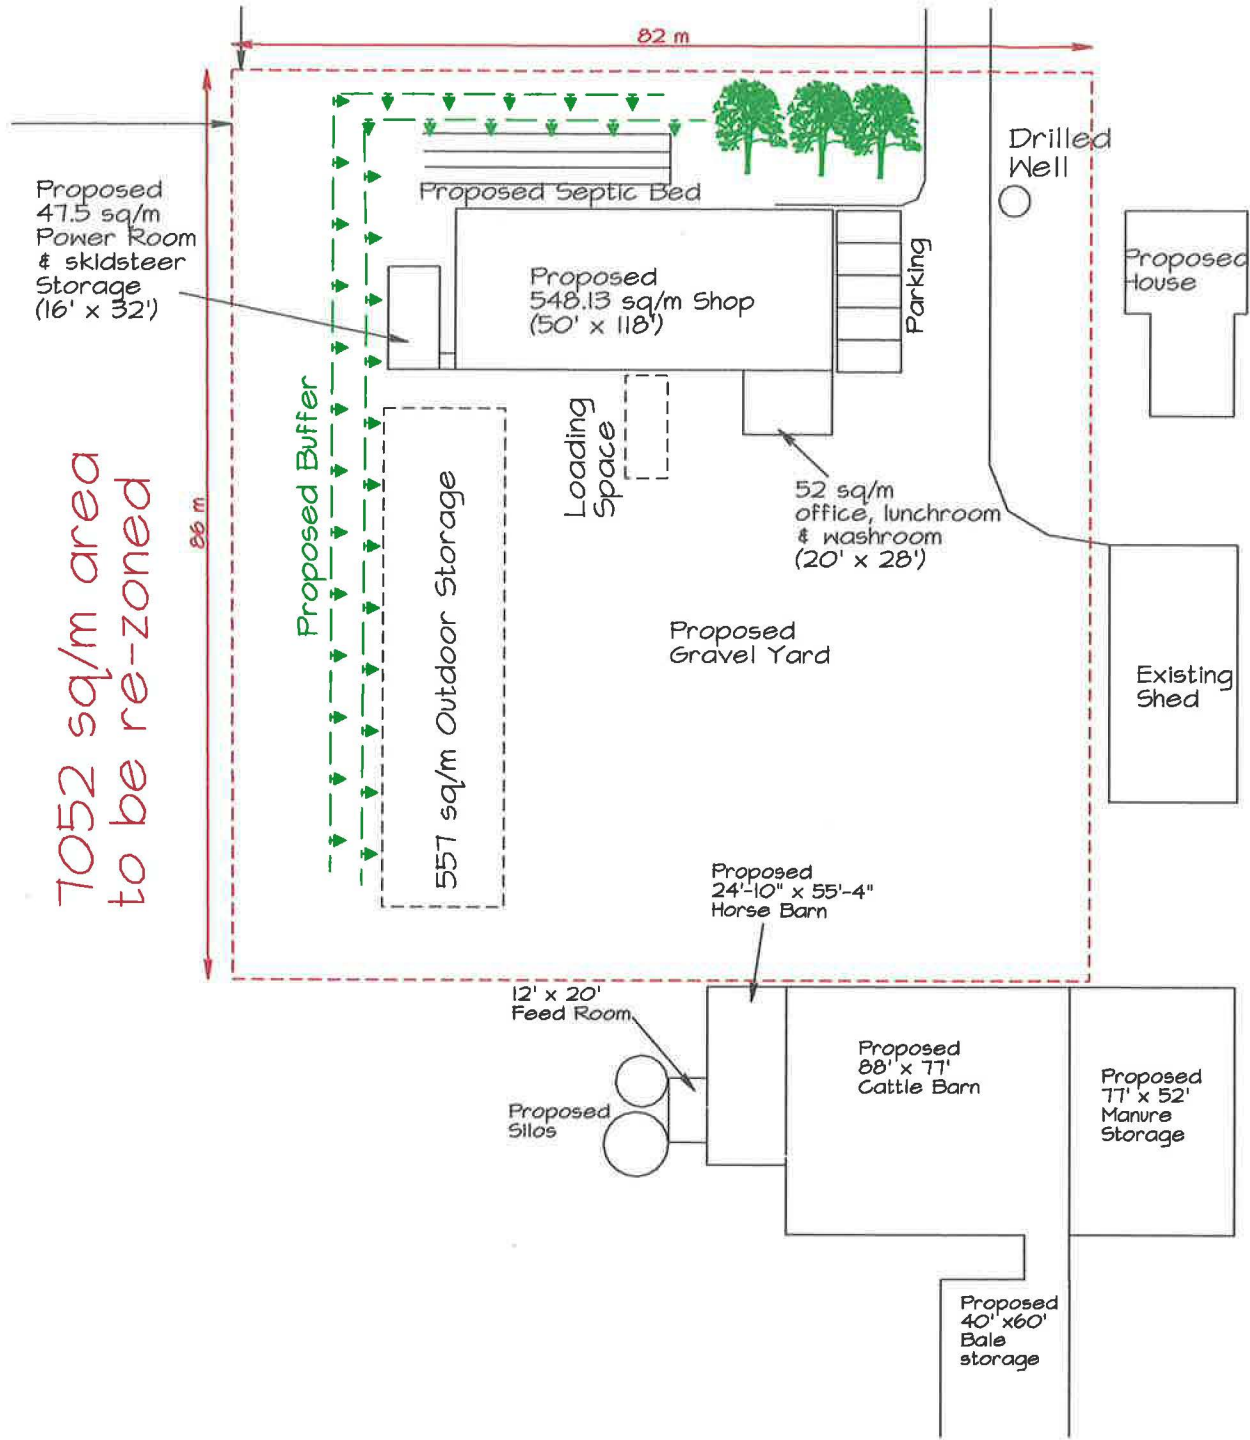 82 m
Drilled
Well
Proposed
47.5 sq/m
Power Room
& skidsteer
Storage
(16' x 32')
Proposed Septic Bed
Proposed
548.13 sq/m Shop
(50' x 118')
Parking
Proposed
House
Proposed Buffer
Loading
Space
52 sq/m
office, lunchroom
& washroom
(20' x 28')
7052 sq/m area
to be re-zoned
86 m
557 sq/m Outdoor Storage
Proposed
Gravel Yard
Existing
Shed
Proposed
24'-10" x 55'-4"
Horse Barn
12' x 20'
Feed Room
Proposed
Silos
Proposed
88' x 77'
Cattle Barn
Proposed
77' x 52'
Manure
Storage
Proposed
40' x60'
Bale
storage